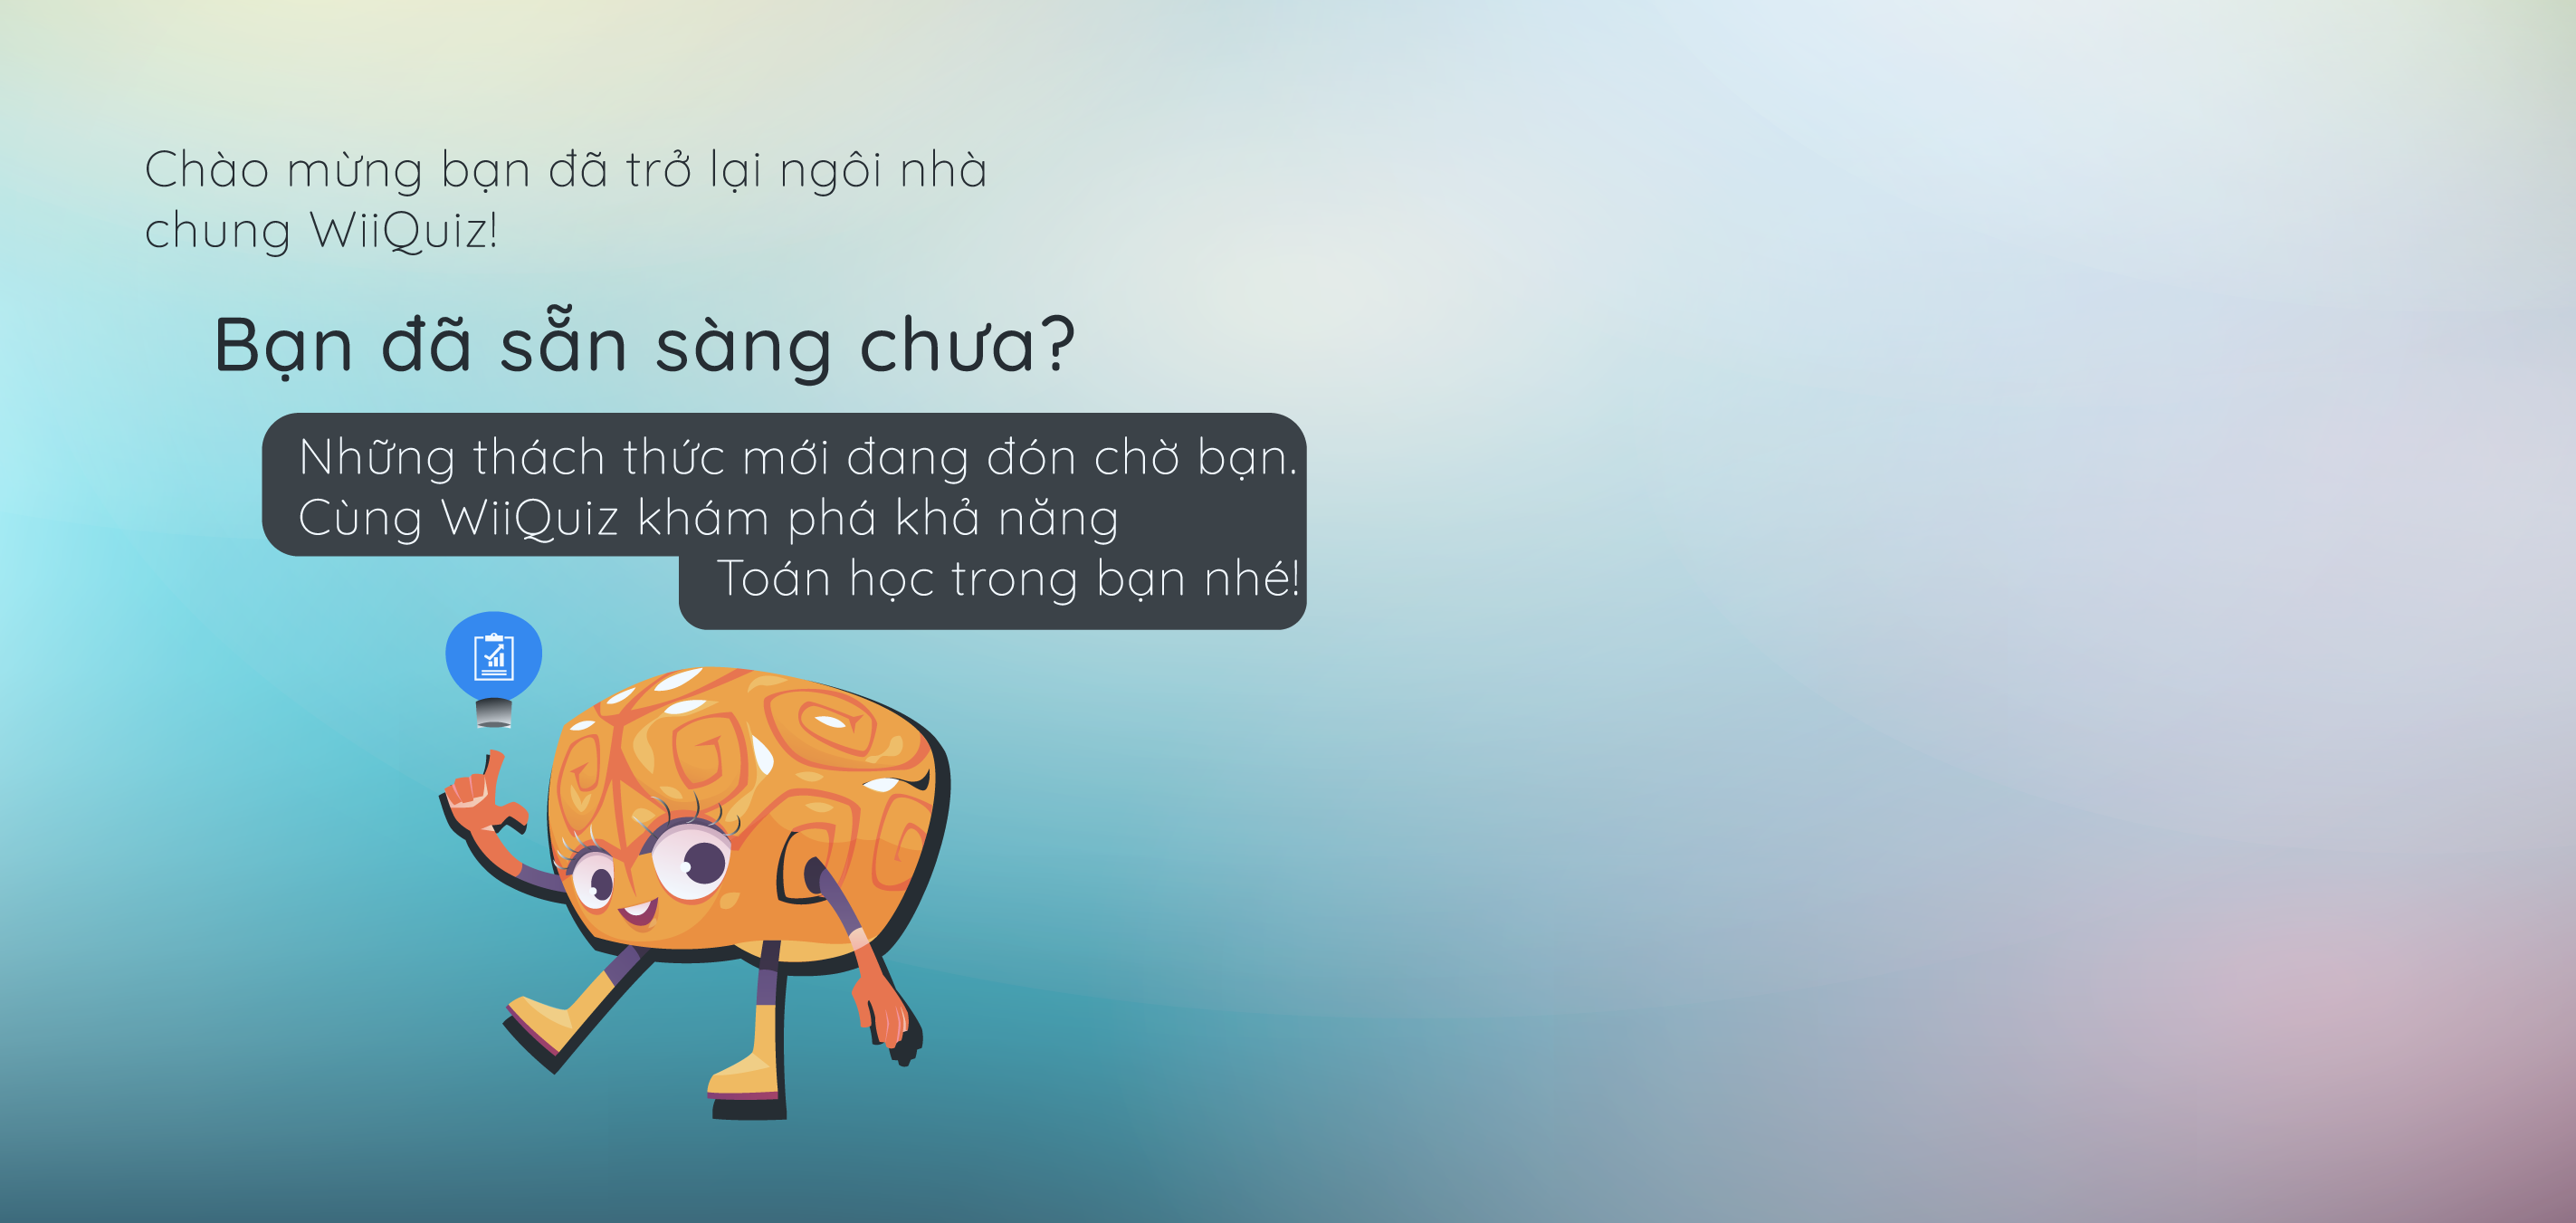 Chào mừng bạn đã trở lại ngôi nhà
chung WiiQuiz!
Bạn đã sẵn sàng chưa?
Những thách thức mới đang đón chờ bạn.
Cùng WiiQuiz khám phá khả năng
Toán học trong bạn nhé!